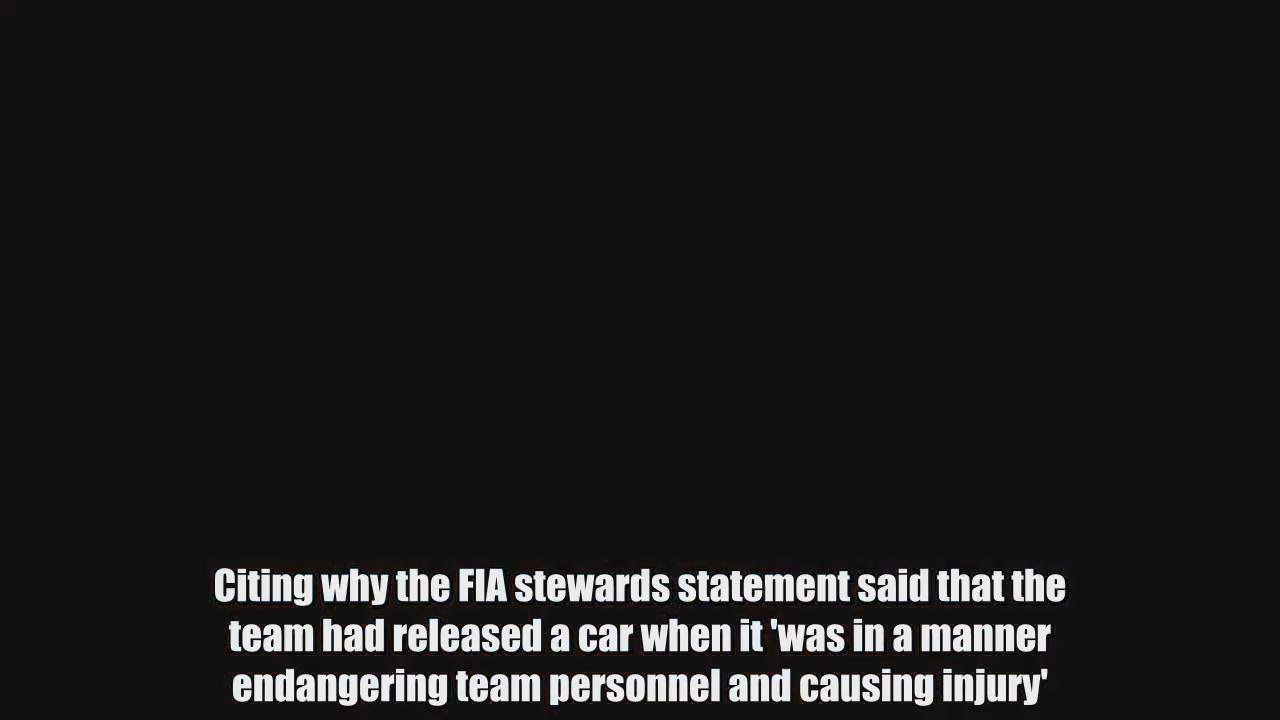 Citing why the FIA stewards statement said that the
team had released a car when it 'was in a manner
endangering team personnel and causing injury'